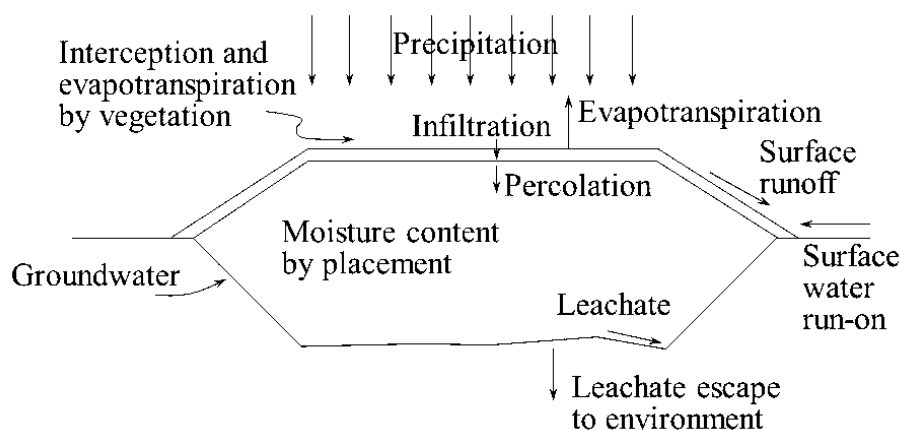 Precipitation
Interception and
evapotranspiration
by vegetation
Infiltration
Evapotranspiration
Surface
runoff
Percolation
Moisture content
by placement
Groundwater
Surface
water
run-on
Leachate
Leachate escape
to environment